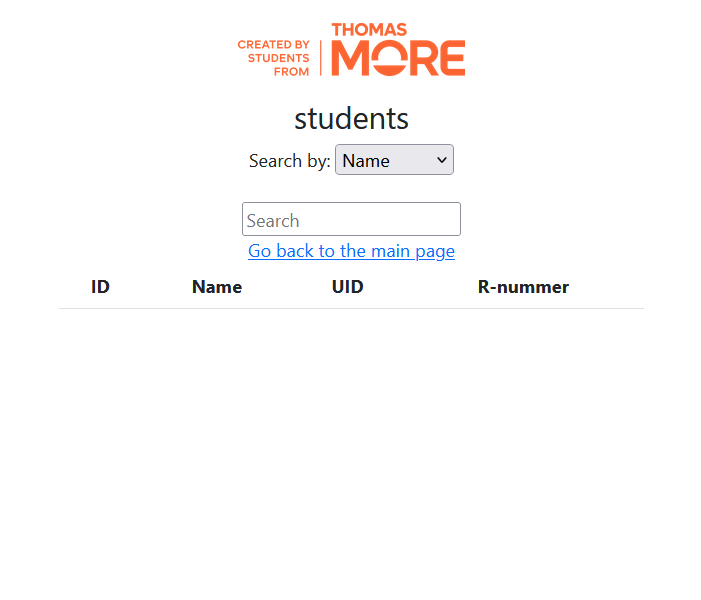 CREATED BY
STUDENTS
FROM
THOMAS
MORE
students
Search by: Name
Search
Go back to the main page
ID Name UID R-nummer